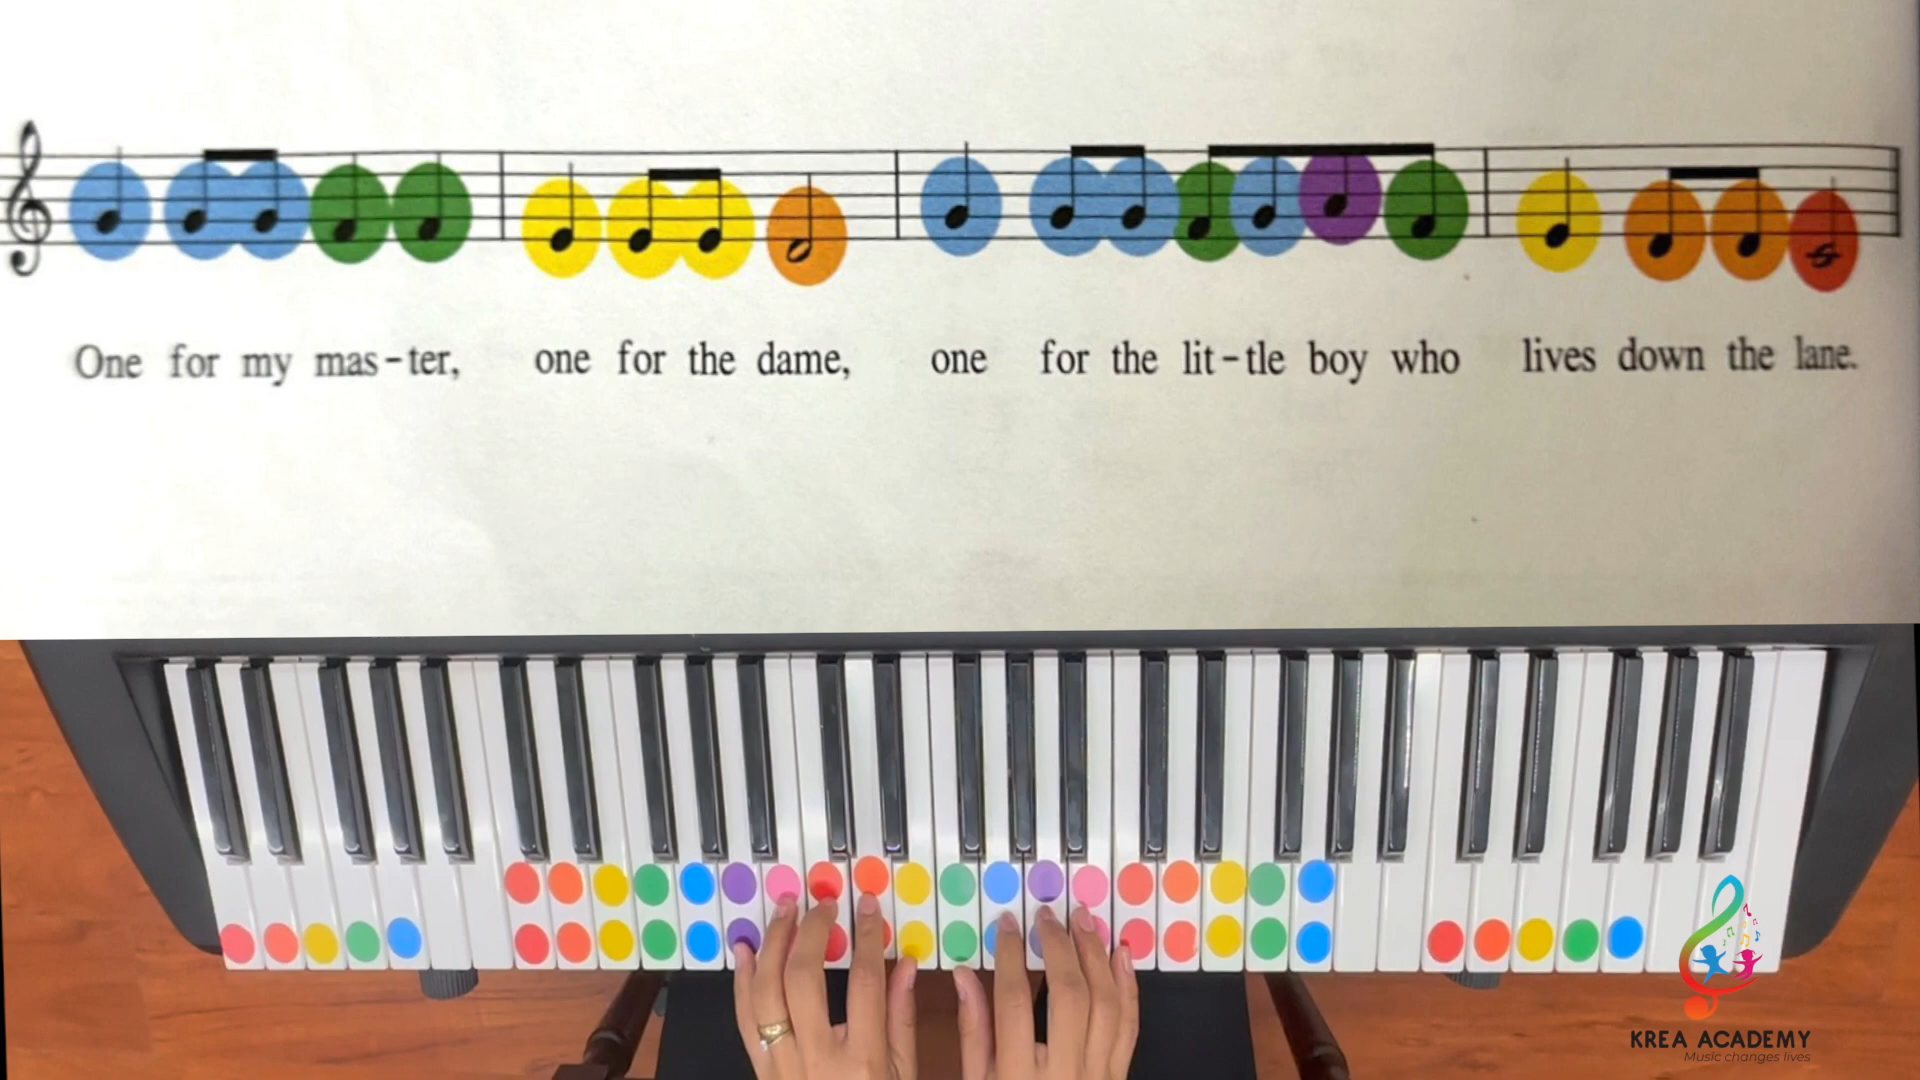 One for my mas-ter, one for the dame, one for the lit-tle boy who lives down the lane.
KREA ACADEMY
Music changes lives